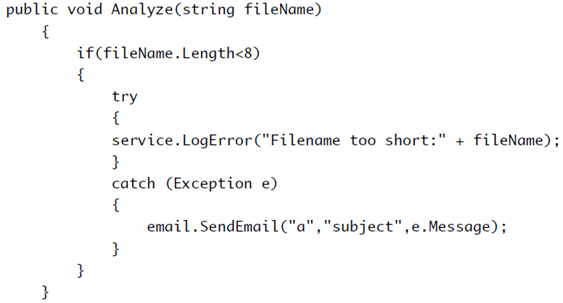 public void Analyze(string fileName)
{
if(fileName.Length<8)
{
try
{
service.LogError("Filename too short:" + fileName);
}
catch (Exception e)
{
email.SendEmail("a","subject",e.Message);
}
}
}